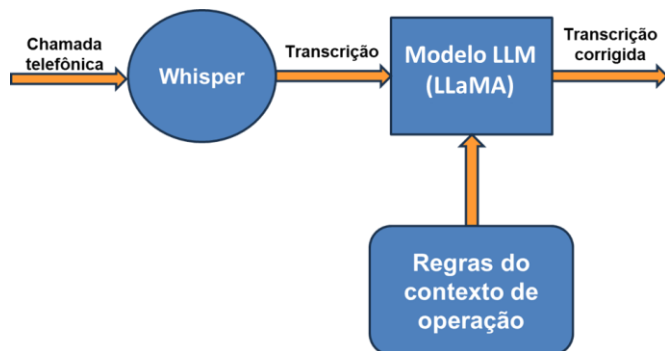 Chamada
telefônica
Whisper
Transcrição
Modelo LLM
(LLaMA)
Transcrição
corrigida
Regras do
contexto de
operação